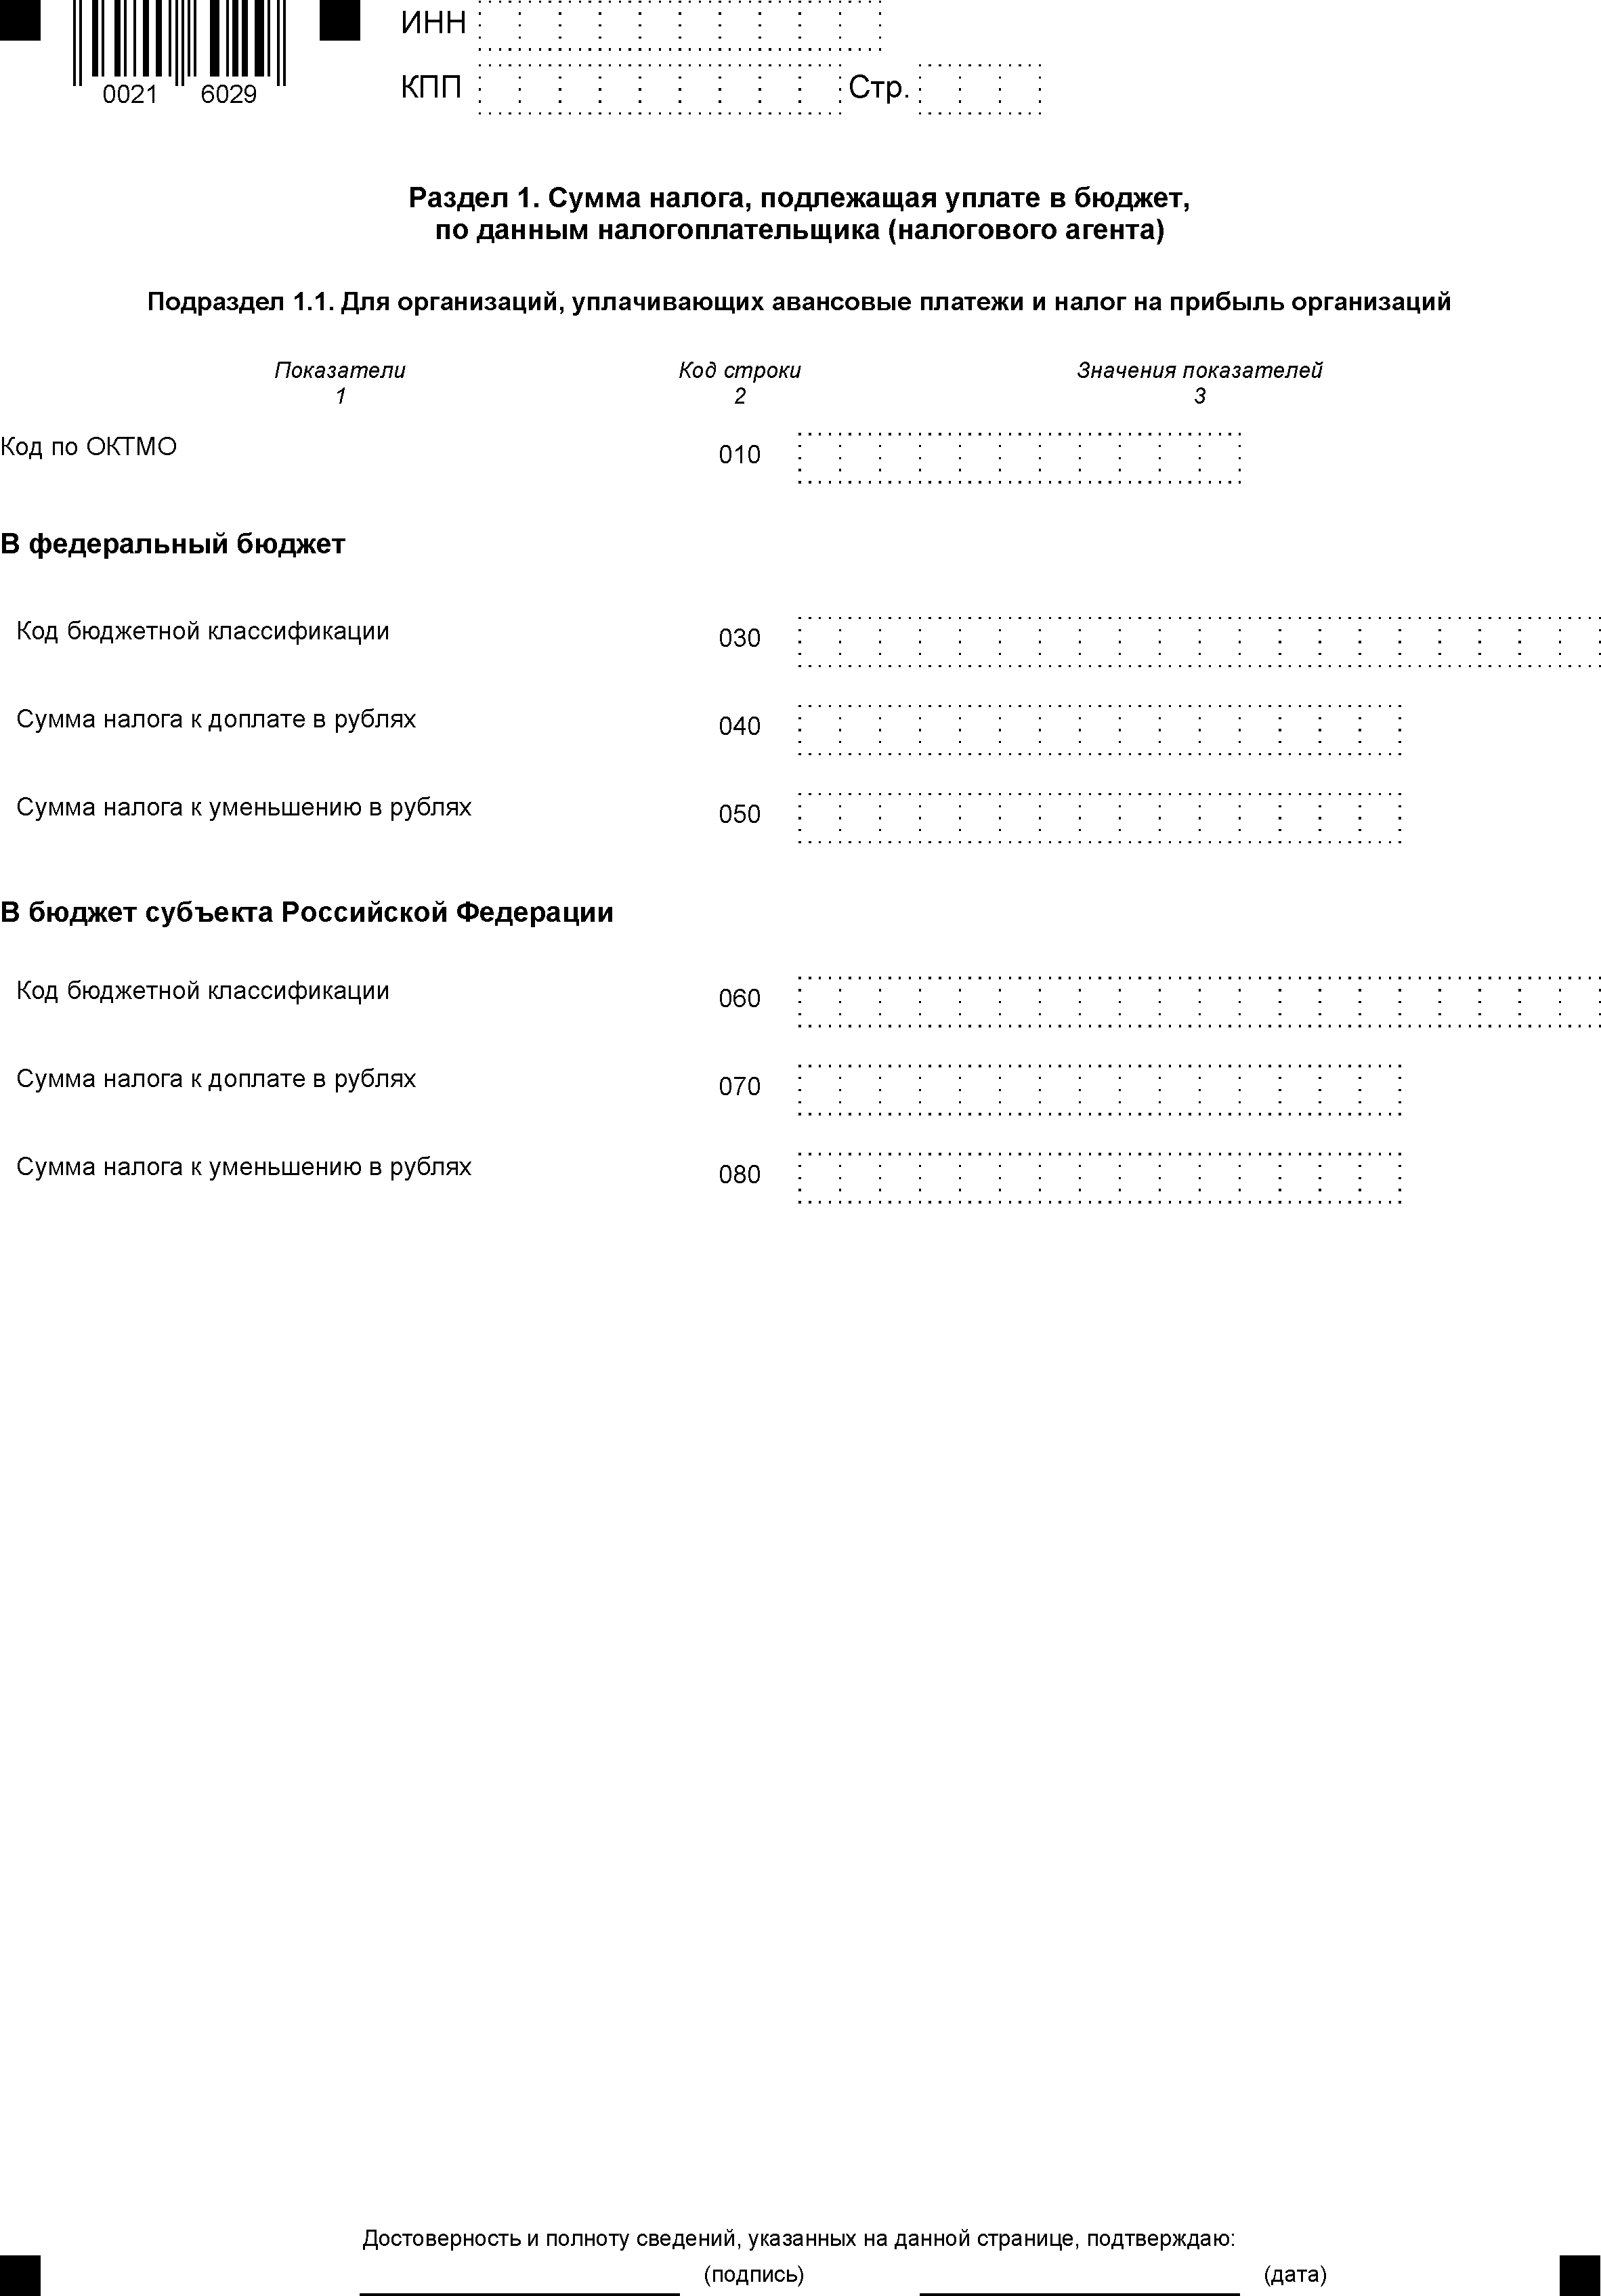 ИНН
0021 6029
КПП Стр.
Раздел 1. Сумма налога, подлежащая уплате в бюджет,
по данным налогоплательщика (налогового агента)
Подраздел 1.1. Для организаций, уплачивающих авансовые платежи и налог на прибыль организаций
Показатели Код строки Значения показателей
1 2 3
Код по ОКТМО 010
В федеральный бюджет
Код бюджетной классификации 030
Сумма налога к доплате в рублях 040
Сумма налога к уменьшению в рублях 050
В бюджет субъекта Российской Федерации
Код бюджетной классификации 060
Сумма налога к доплате в рублях 070
Сумма налога к уменьшению в рублях 080
Достоверность и полноту сведений, указанных на данной странице, подтверждаю:
(подпись) (дата)